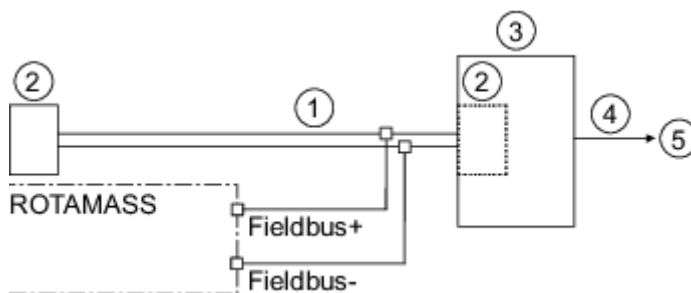 ③
② ① ② ④ ⑤
ROTAMASS
Fieldbus+
Fieldbus-